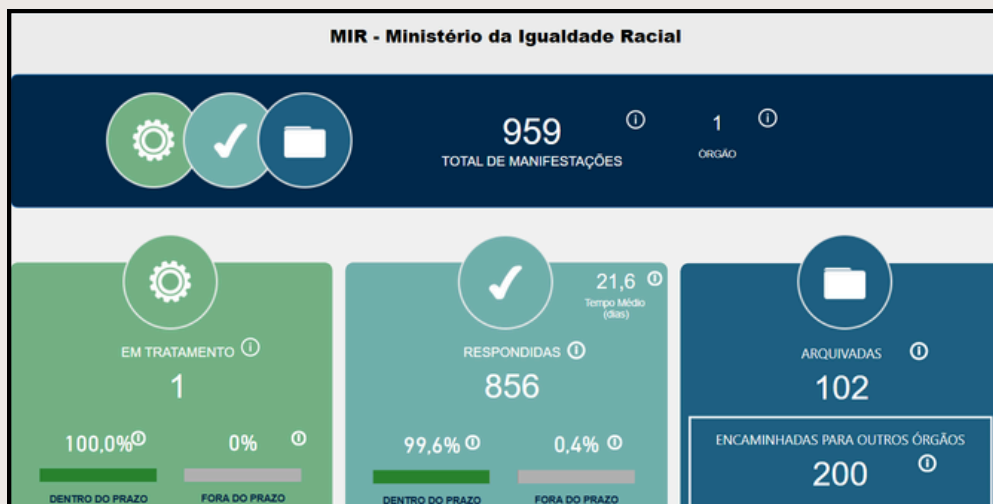 MIR - Ministério da Igualdade Racial
959
TOTAL DE MANIFESTAÇÕES
1
ÓRGÃO
EM TRATAMENTO
1
100,0%
0%
DENTRO DO PRAZO
FORA DO PRAZO
21,6
Tempo Médio
(dias)
RESPONDIDAS
856
99,6%
0,4%
DENTRO DO PRAZO
FORA DO PRAZO
ARQUIVADAS
102
ENCAMINHADAS PARA OUTROS ÓRGÃOS
200